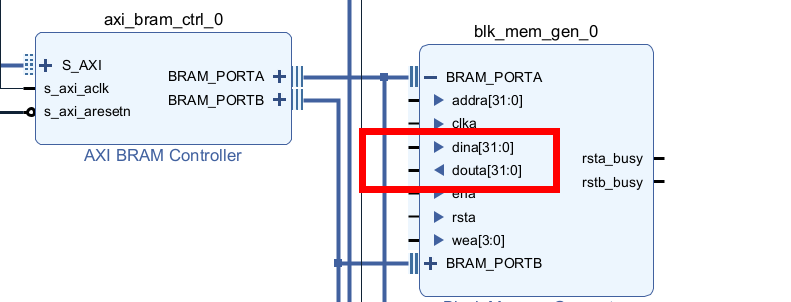 axi_bram_ctrl_0
S_AXI
s_axi_aclk
s_axi_aresetn
BRAM_PORTA
BRAM_PORTB
AXI BRAM Controller
blk_mem_gen_0
BRAM_PORTA
addra[31:0]
clka
dina[31:0]
douta[31:0]
ena
rsta
wea[3:0]
BRAM_PORTB
rsta_busy
rstb_busy